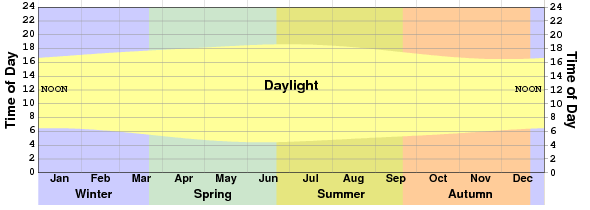 24 24
22 22
20 20
18 18
16 16
14 14
12 NOON NOON 12
10 10
8 8
6 6
4 4
2 2
0 0
Time of Day
Daylight
Time of Day
Jan Feb Mar Apr May Jun Jul Aug Sep Oct Nov Dec
Winter Spring Summer Autumn